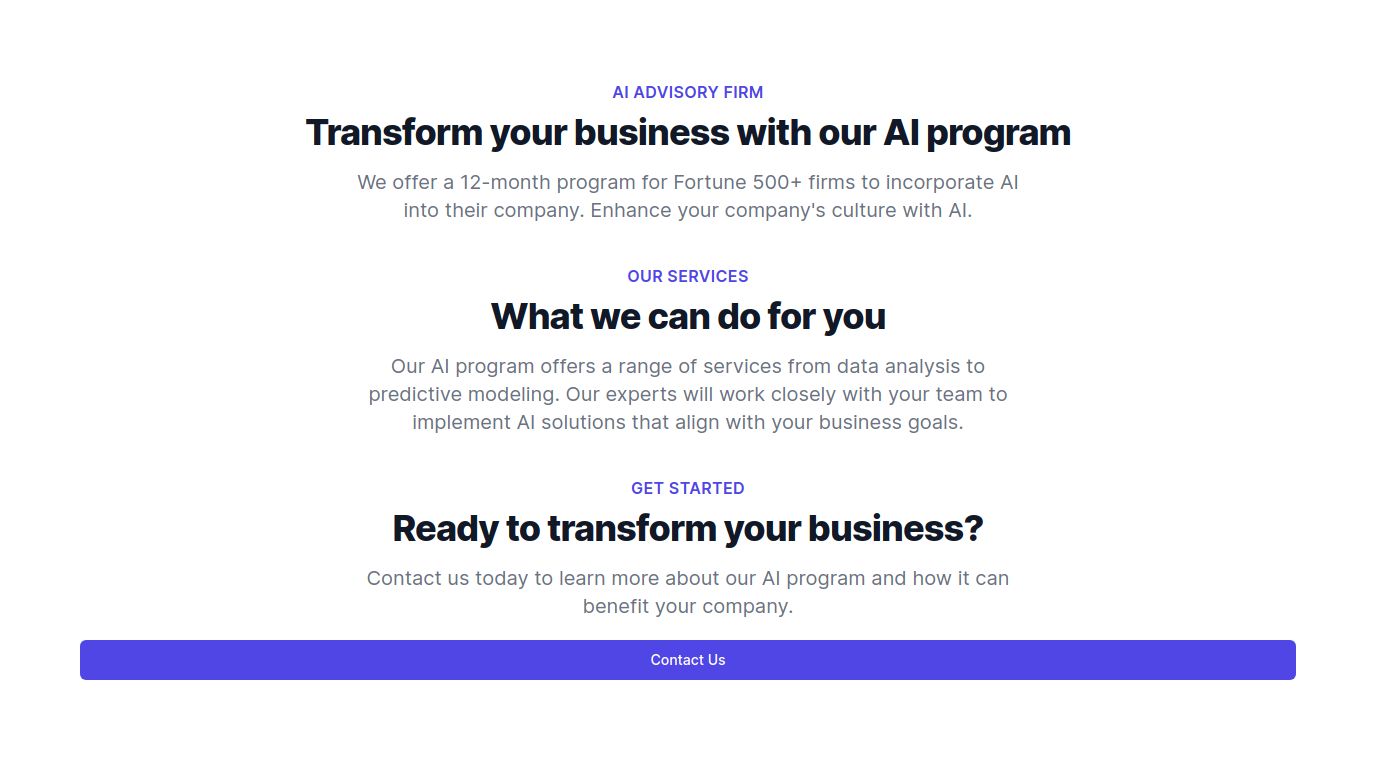 AI ADVISORY FIRM
Transform your business with our AI program
We offer a 12-month program for Fortune 500+ firms to incorporate AI
into their company. Enhance your company's culture with AI.
OUR SERVICES
What we can do for you
Our AI program offers a range of services from data analysis to
predictive modeling. Our experts will work closely with your team to
implement AI solutions that align with your business goals.
GET STARTED
Ready to transform your business?
Contact us today to learn more about our AI program and how it can
benefit your company.
Contact Us